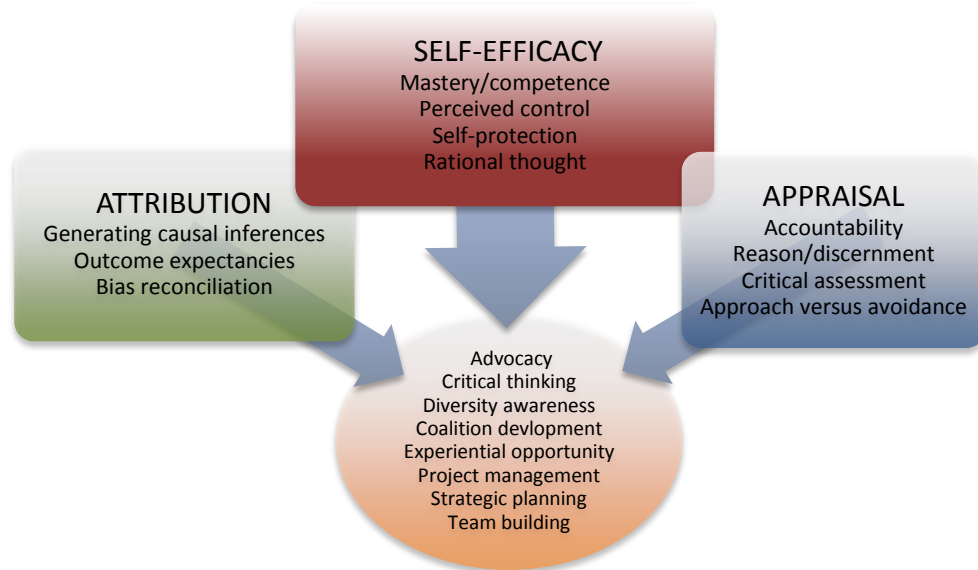 SELF-EFFICACY
Mastery/competence
Perceived control
Self-protection
Rational thought
ATTRIBUTION
Generating causal inferences
Outcome expectancies
Bias reconciliation
APPRAISAL
Accountability
Reason/discernment
Critical assessment
Approach versus avoidance
Advocacy
Critical thinking
Diversity awareness
Coalition devlopment
Experiential opportunity
Project management
Strategic planning
Team building